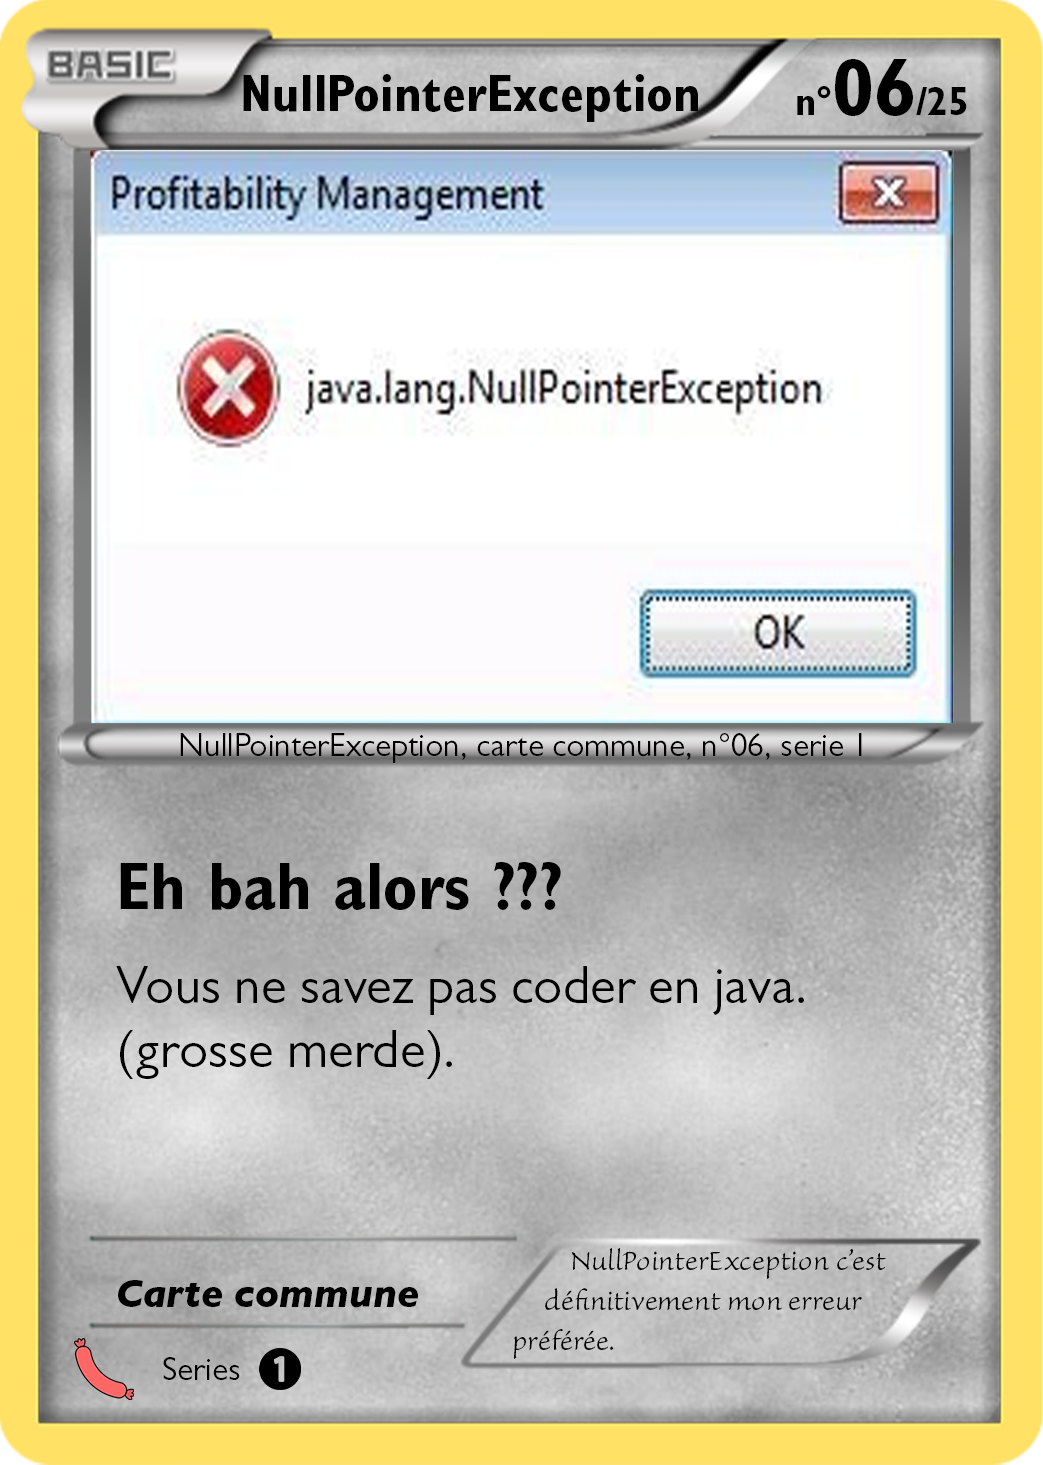 BASIC
NullPointerException
n°06/25
Profitability Management
java.lang.NullPointerException
OK
NullPointerException, carte commune, n°06, serie 1
Eh bah alors ???
Vous ne savez pas coder en java.
(grosse merde).
NullPointerException c'est
définitivement mon erreur
préférée.
Carte commune
Series 1